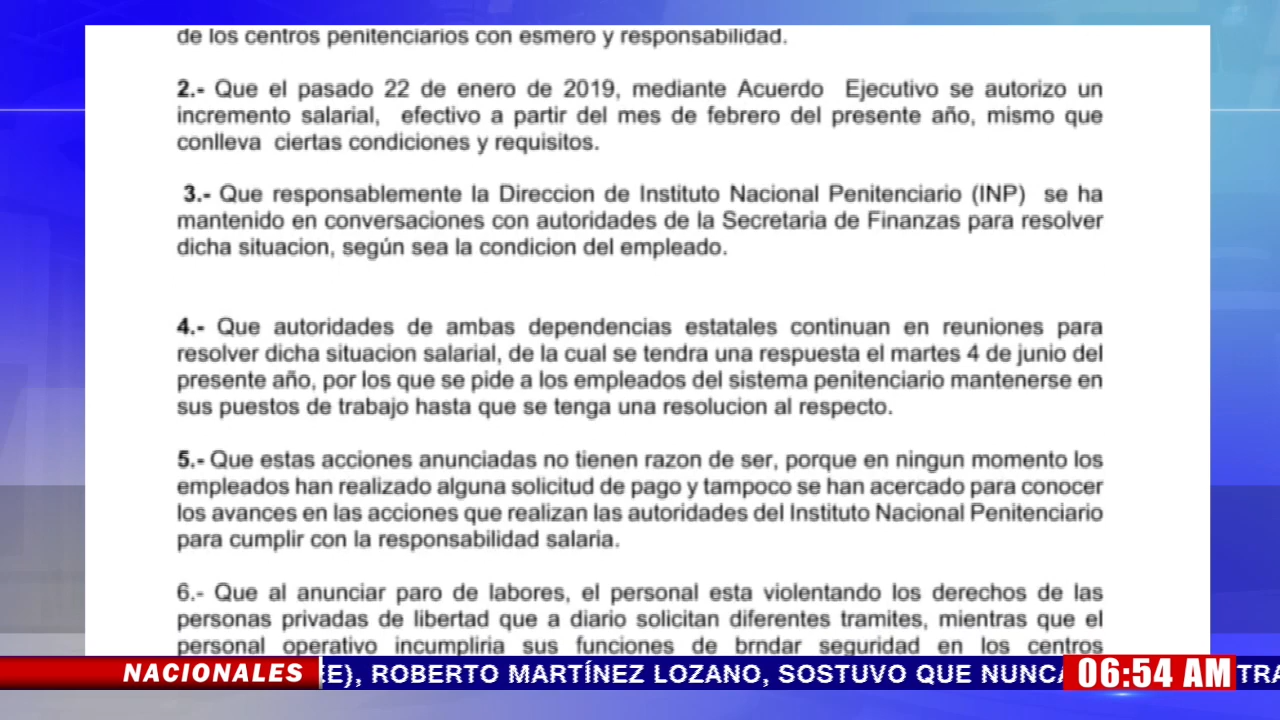 de los centros penitenciarios con esmero y responsabilidad.
2.- Que el pasado 22 de enero de 2019, mediante Acuerdo Ejecutivo se autorizo un
incremento salarial, efectivo a partir del mes de febrero del presente año, mismo que
conlleva ciertas condiciones y requisitos.
3.- Que responsablemente la Direccion de Instituto Nacional Penitenciario (INP) se ha
mantenido en conversaciones con autoridades de la Secretaria de Finanzas para resolver
dicha situacion, según sea la condicion del empleado.
4.- Que autoridades de ambas dependencias estatales continuan en reuniones para
resolver dicha situacion salarial, de la cual se tendra una respuesta el martes 4 de junio del
presente año, por los que se pide a los empleados del sistema penitenciario mantenerse en
sus puestos de trabajo hasta que se tenga una resolucion al respecto.
5.- Que estas acciones anunciadas no tienen razon de ser, porque en ningun momento los
empleados han realizado alguna solicitud de pago y tampoco se han acercado para conocer
los avances en las acciones que realizan las autoridades del Instituto Nacional Penitenciario
para cumplir con la responsabilidad salaria.
6.- Que al anunciar paro de labores, el personal esta violentando los derechos de las
personas privadas de libertad que a diario solicitan diferentes tramites, mientras que el
personal operativo incumpliria sus funciones de brndar seguridad en los centros
NACIONALES E), ROBERTO MARTÍNEZ LOZANO, SOSTUVO QUE NUNCA 06:54 AM TRA